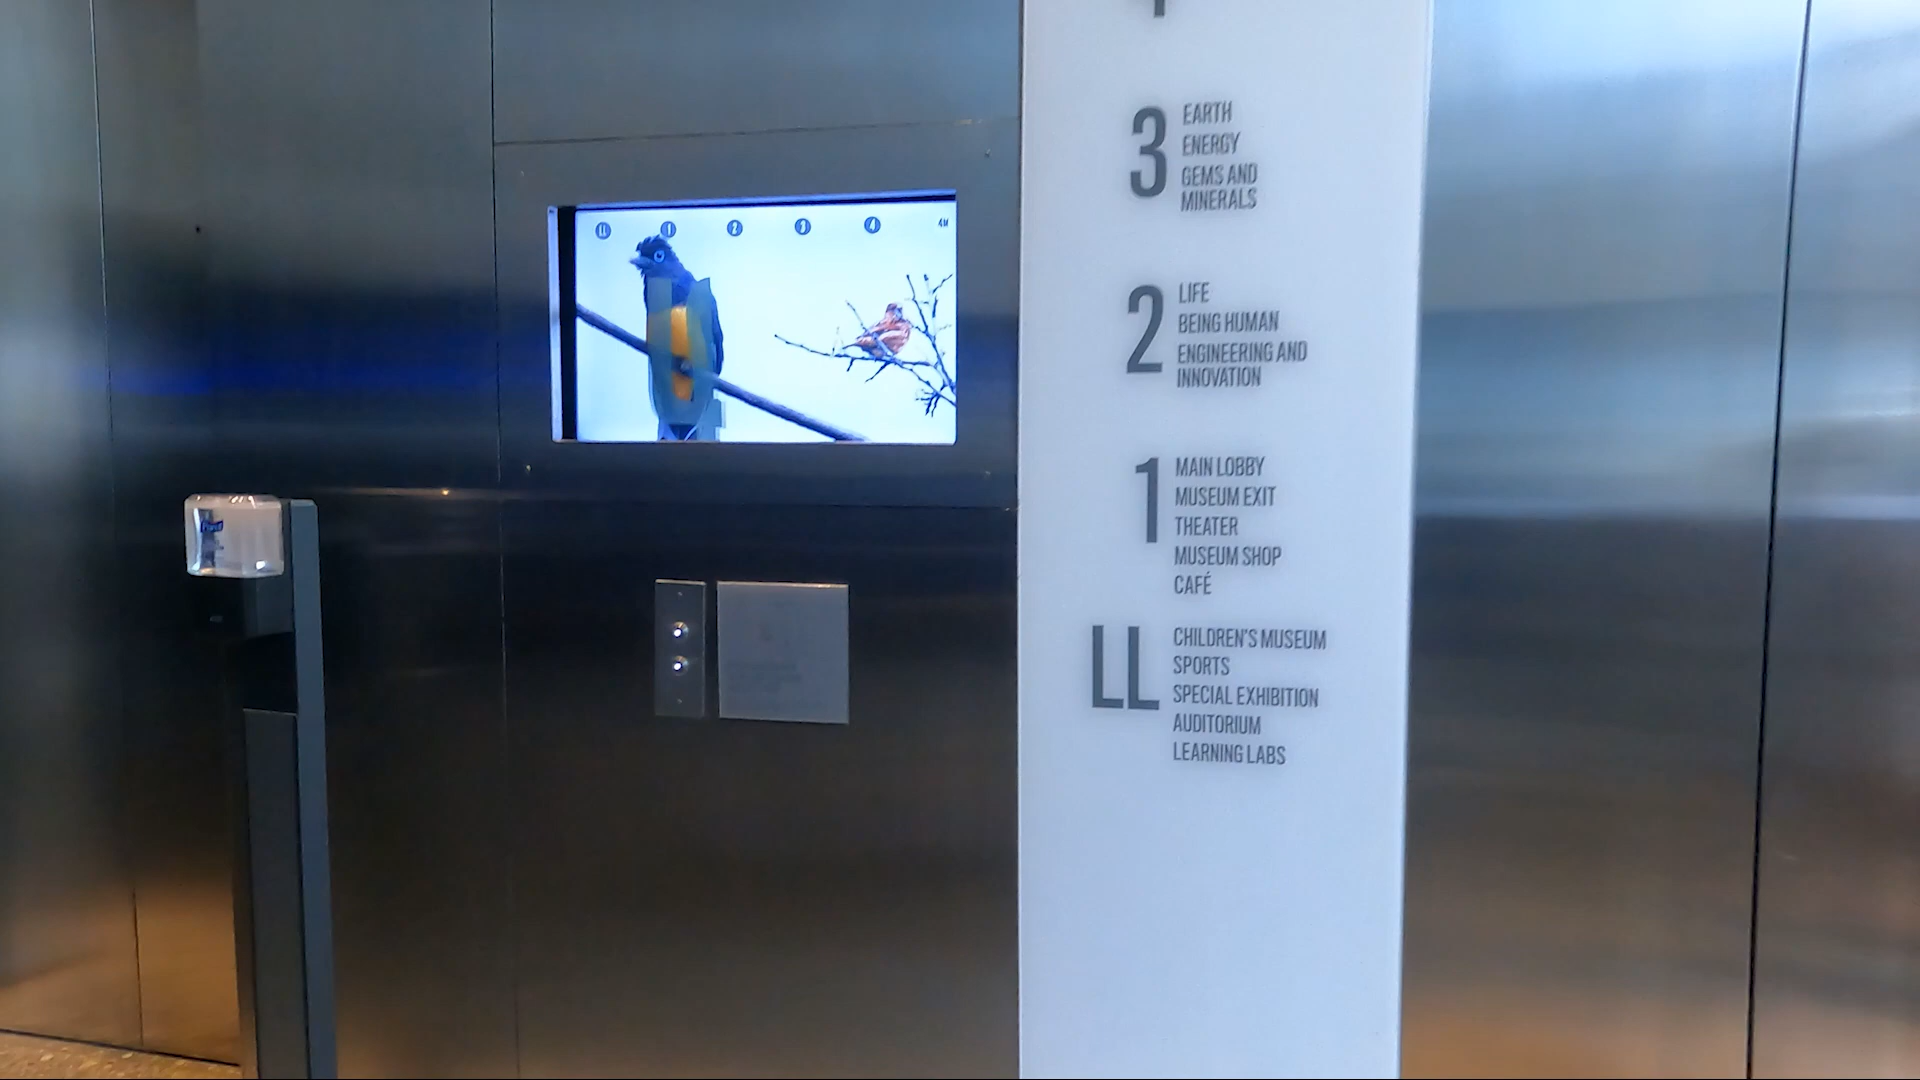 LL 1 2 3 4 4M
3
EARTH
ENERGY
GEMS AND
MINERALS
2
LIFE
BEING HUMAN
ENGINEERING AND
INNOVATION
1
MAIN LOBBY
MUSEUM EXIT
THEATER
MUSEUM SHOP
CAFÉ
LL
CHILDREN'S MUSEUM
SPORTS
SPECIAL EXHIBITION
AUDITORIUM
LEARNING LABS
Purell